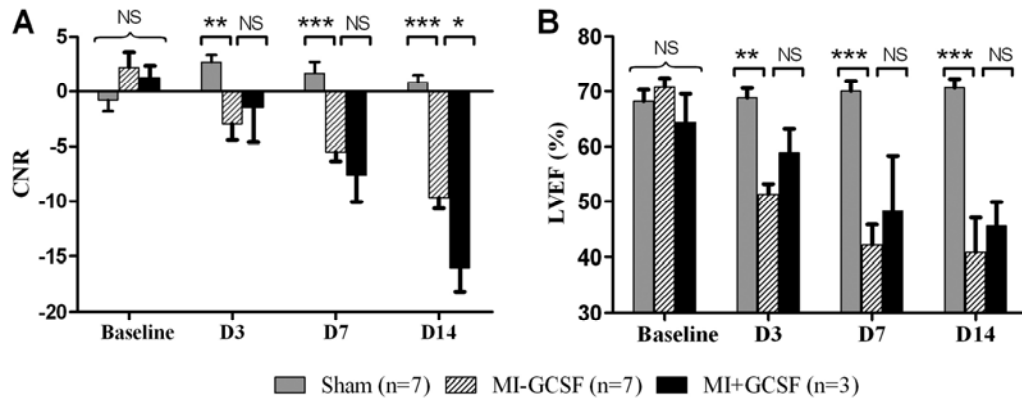 A
NS
** NS
*** NS
*** *
5
0
-5
-10
-15
-20
CNR
Baseline D3 D7 D14
B
NS
** NS
*** NS
*** NS
80
70
60
50
40
30
LVEF (%)
Baseline D3 D7 D14
Sham (n=7) MI-GCSF (n=7) MI+GCSF (n=3)